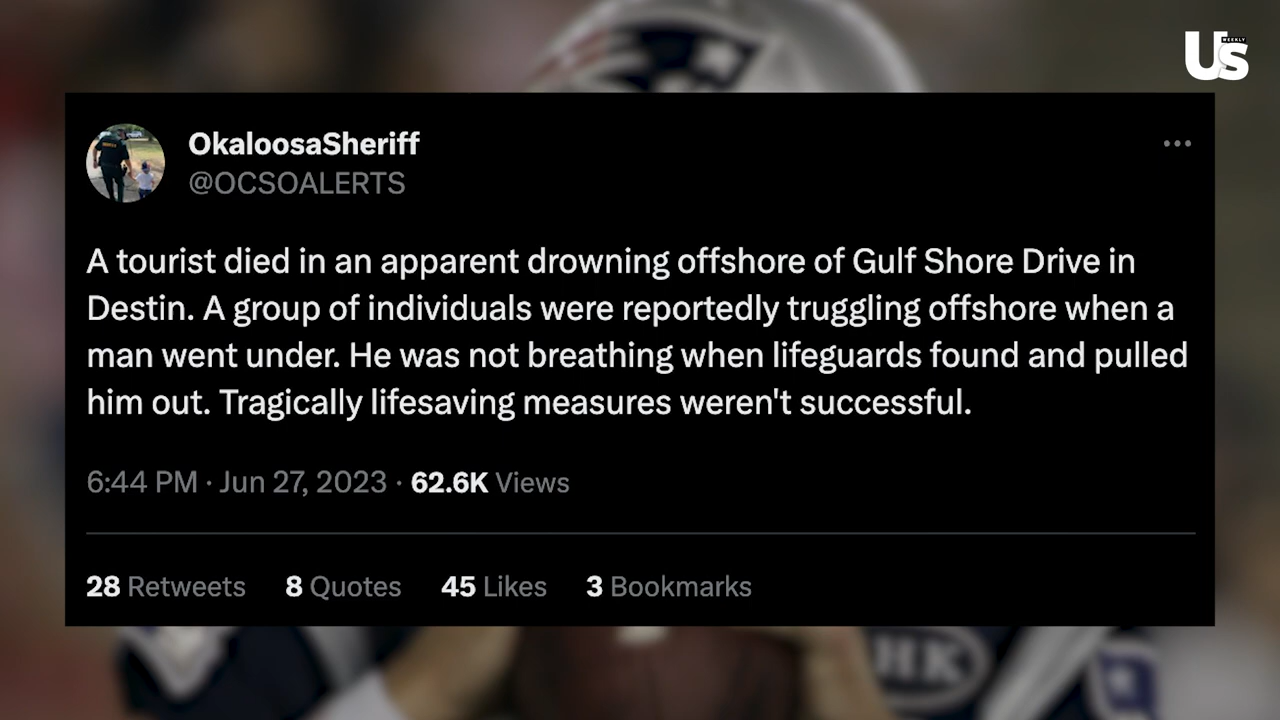 Us
WEEKLY
OkaloosaSheriff
@OCSOALERTS
A tourist died in an apparent drowning offshore of Gulf Shore Drive in
Destin. A group of individuals were reportedly truggling offshore when a
man went under. He was not breathing when lifeguards found and pulled
him out. Tragically lifesaving measures weren't successful.
6:44 PM · Jun 27, 2023 · 62.6K Views
28 Retweets 8 Quotes 45 Likes 3 Bookmarks
HK